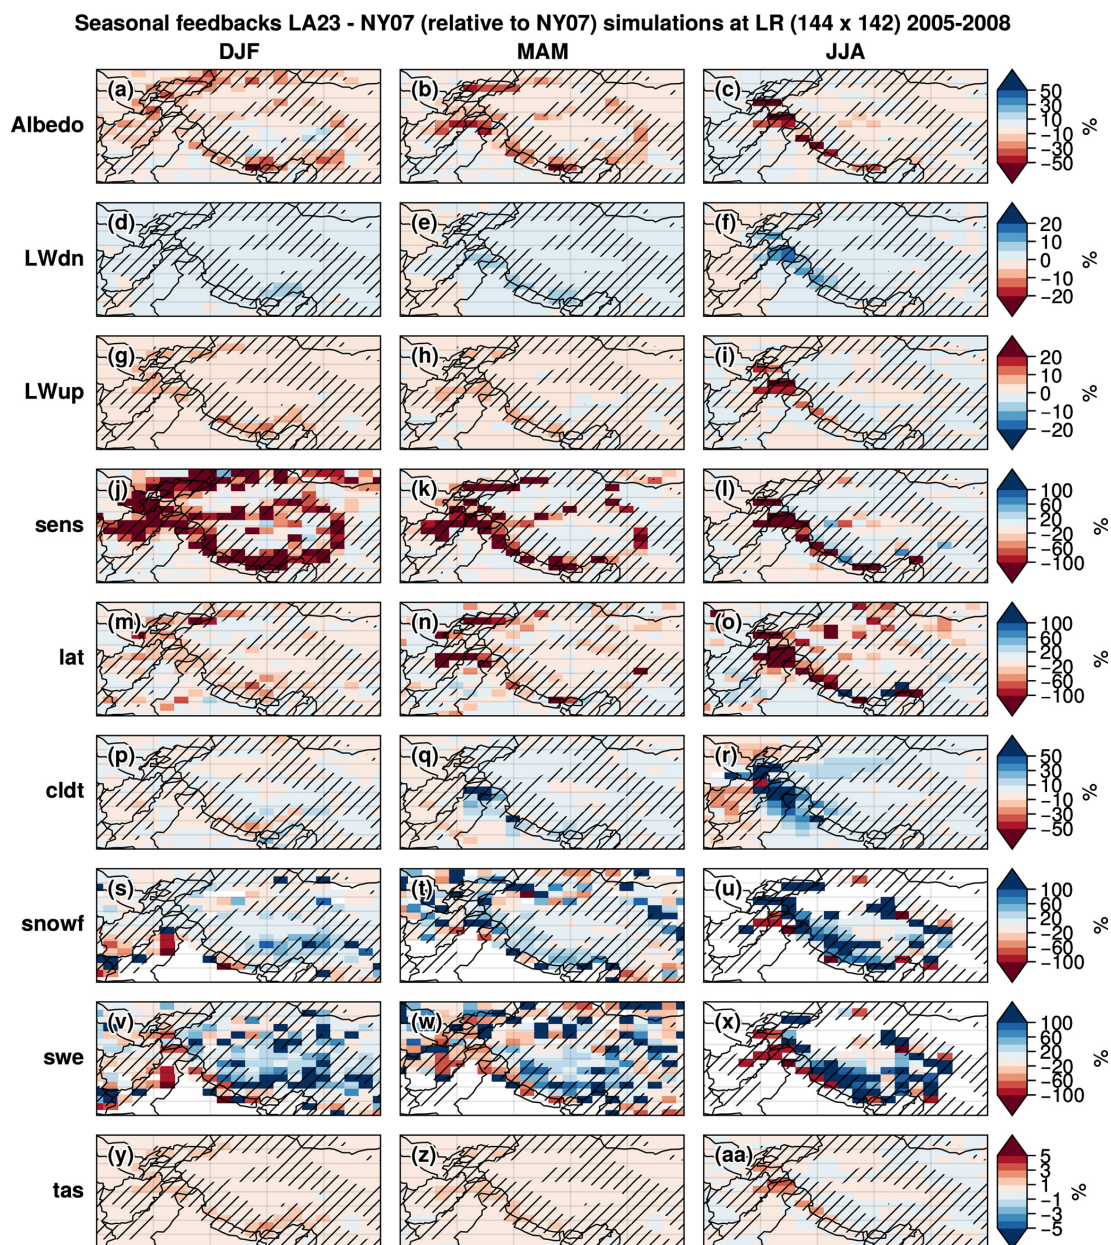 Seasonal feedbacks LA23 - NY07 (relative to NY07) simulations at LR (144 x 142) 2005-2008
DJF MAM JJA
Albedo (a) (b) (c) 50 30 10 −10 −30 −50 %
LWdn (d) (e) (f) 20 10 0 −10 −20 %
LWup (g) (h) (i) 20 10 0 −10 −20 %
sens (j) (k) (l) 100 60 20 −20 −60 −100 %
lat (m) (n) (o) 100 60 20 −20 −60 −100 %
cldt (p) (q) (r) 50 30 10 −10 −30 −50 %
snowf (s) (t) (u) 100 60 20 −20 −60 −100 %
swe (v) (w) (x) 100 60 20 −20 −60 −100 %
tas (y) (z) (aa) 5 3 1 −1 −3 −5 %